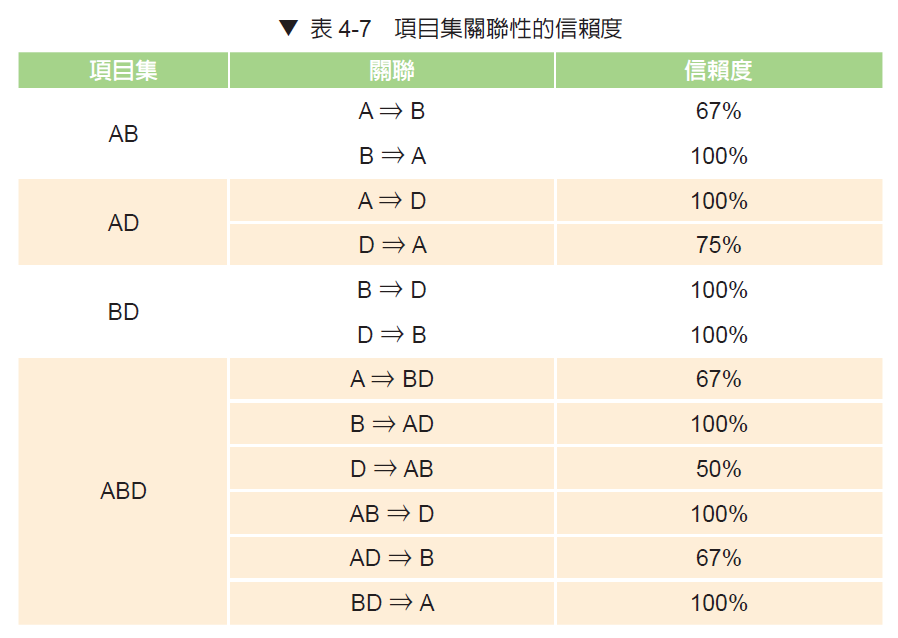 ▼ 表 4-7 項目集關聯性的信賴度
項目集 關聯 信賴度
AB
A ⇒ B 67%
B ⇒ A 100%
AD
A ⇒ D 100%
D ⇒ A 75%
BD
B ⇒ D 100%
D ⇒ B 100%
ABD
A ⇒ BD 67%
B ⇒ AD 100%
D ⇒ AB 50%
AB ⇒ D 100%
AD ⇒ B 67%
BD ⇒ A 100%